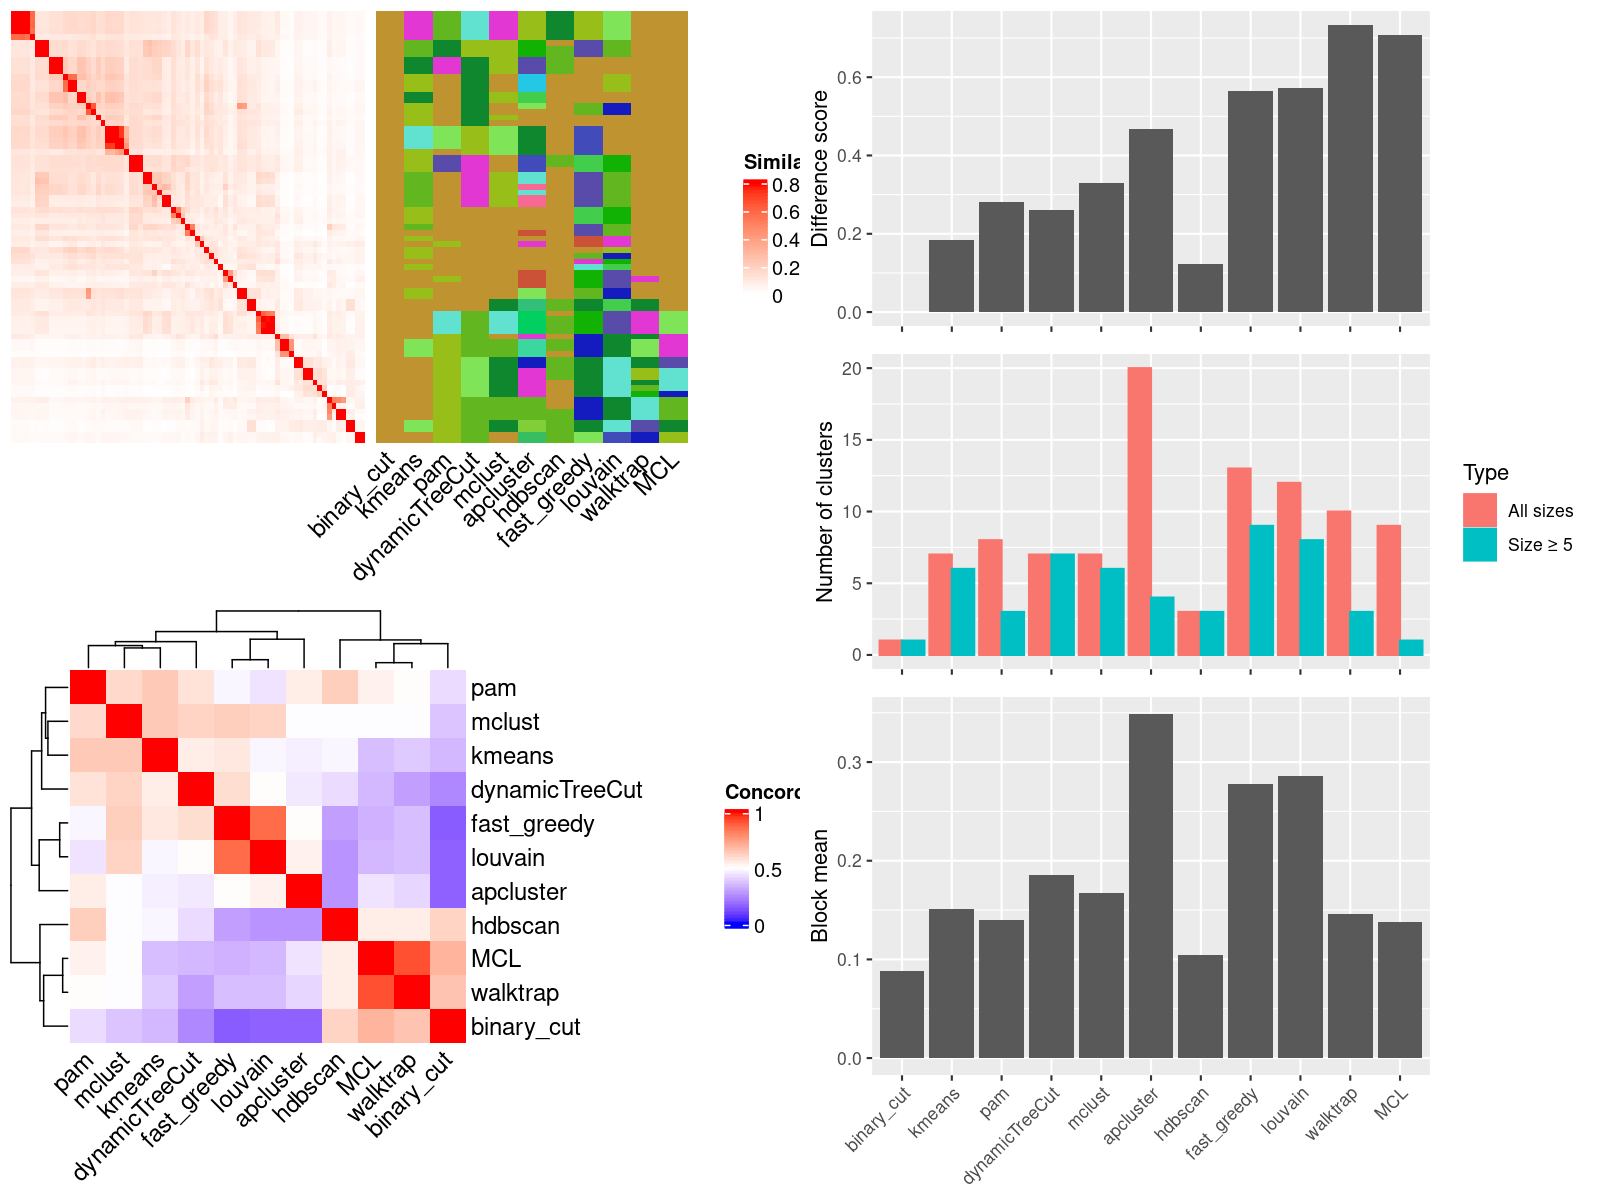 Simila
0.8
0.6
0.4
0.2
0
binary_cut
kmeans
pam
dynamicTreeCut
mclust
apcluster
hdbscan
fast_greedy
louvain
walktrap
MCL
pam
mclust
kmeans
dynamicTreeCut
fast_greedy
louvain
apcluster
hdbscan
MCL
walktrap
binary_cut
pam
mclust
kmeans
dynamicTreeCut
fast_greedy
louvain
apcluster
hdbscan
MCL
walktrap
binary_cut
Concord
1
0.5
0
Difference score
0.6
0.4
0.2
0.0
Number of clusters
20
15
10
5
0
Type
All sizes
Size ≥ 5
Block mean
0.3
0.2
0.1
0.0
binary_cut
kmeans
pam
dynamicTreeCut
mclust
apcluster
hdbscan
fast_greedy
louvain
walktrap
MCL